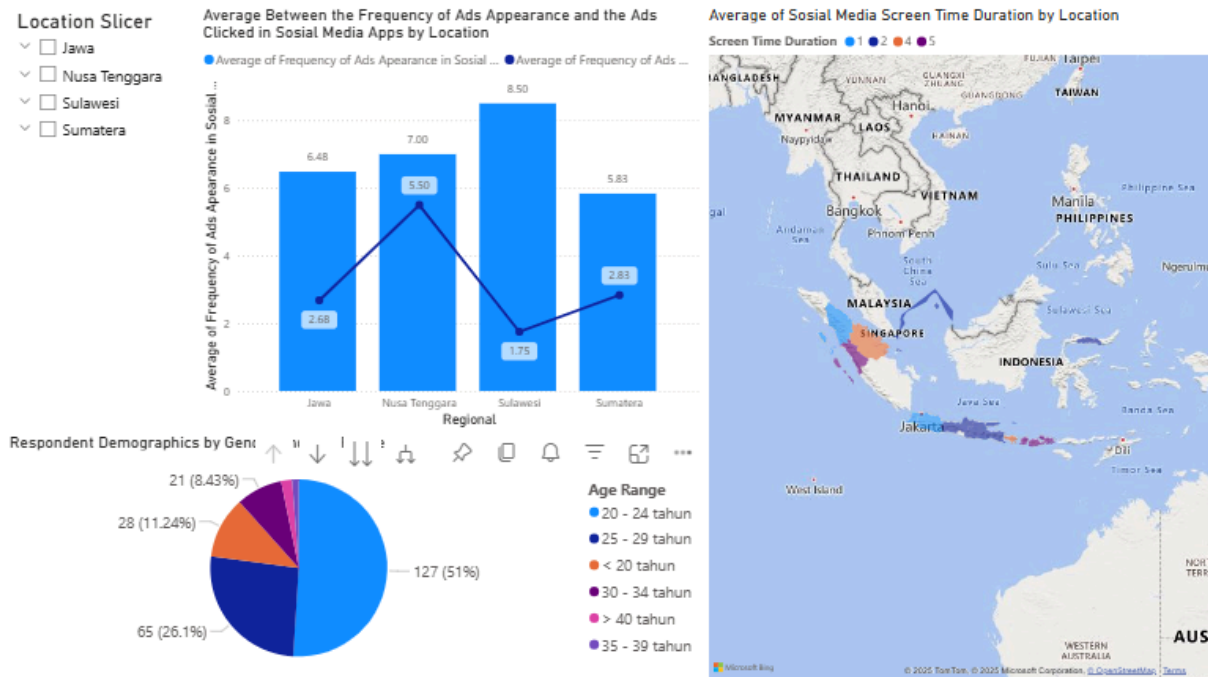 Location Slicer
Jawa
Nusa Tenggara
Sulawesi
Sumatera
Average Between the Frequency of Ads Appearance and the Ads
Clicked in Sosial Media Apps by Location
Average of Frequency of Ads Apearance in Sosial ...
Average of Frequency of Ads ...
Average of Frequency of Ads Apearance in Sosial ...
8
6
4
2
0
6.48
7.00
8.50
5.83
2.68
5.50
1.75
2.83
Jawa
Nusa Tenggara
Sulawesi
Sumatera
Regional
Respondent Demographics by
21 (8.43%)
28 (11.24%)
65 (26.1%)
127 (51%)
Age Range
20 - 24 tahun
25 - 29 tahun
< 20 tahun
30 - 34 tahun
> 40 tahun
35 - 39 tahun
Average of Sosial Media Screen Time Duration by Location
Screen Time Duration
1
2
4
5
Taipei
TAIWAN
YUNNAN
GUANGXI
ZHUANG
GUANGDONG
Hanoi
MYANMAR
LAOS
HAINAN
Naypyidaw
THAILAND
VIETNAM
Bangkok
Phnom Penh
Andaman
Sea
South
China
Sea
Manila
PHILIPPINES
Philippine Sea
Sulu Sea
Ngerulmu
MALAYSIA
SINGAPORE
Sulawesi Sea
INDONESIA
Java Sea
Banda Sea
Jakarta
Dili
Timor Sea
West Island
WESTERN
AUSTRALIA
NOR
TERR
AUS
Microsoft Bing
© 2025 TomTom, © 2025 Microsoft Corporation, © OpenStreetMap
Terms